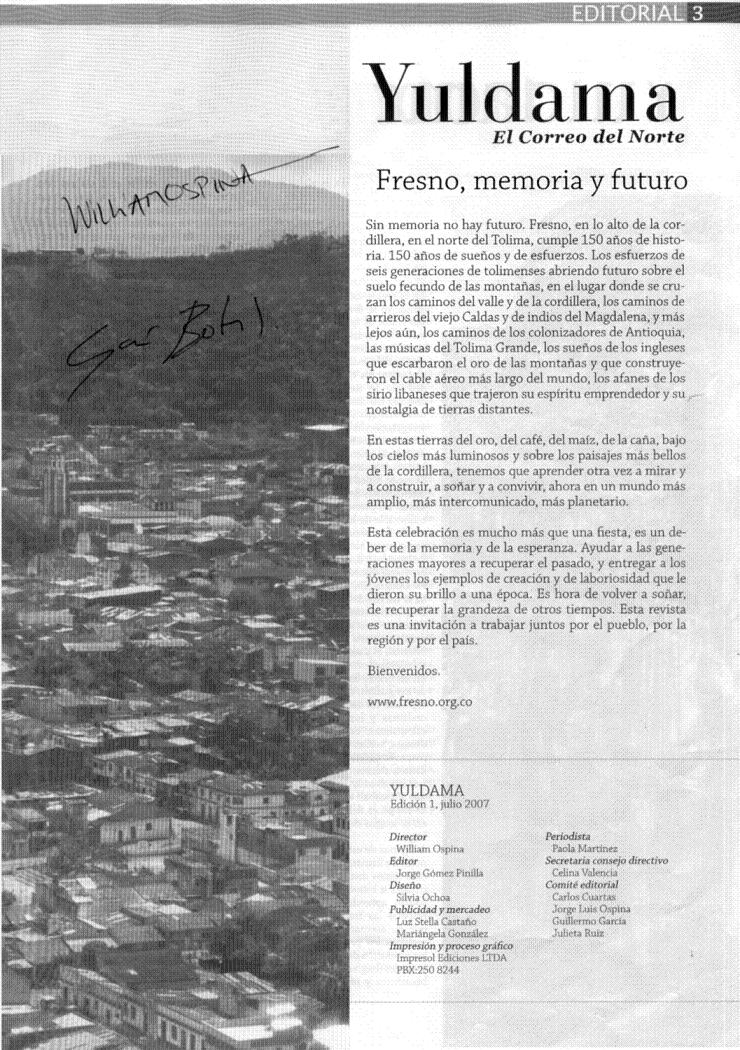 EDITORIAL 3
Yuldama
El Correo del Norte
WILLIAM OSPINA
Fresno, memoria y futuro
Sin memoria no hay futuro. Fresno, en lo alto de la cor-
dillera, en el norte del Tolima, cumple 150 años de histo-
ria. 150 años de sueños y de esfuerzos. Los esfuerzos de
seis generaciones de tolimenses abriendo futuro sobre el
suelo fecundo de las montañas, en el lugar donde se cru-
zan los caminos del valle y de la cordillera, los caminos de
arrieros del viejo Caldas y de indios del Magdalena, y más
lejos aún, los caminos de los colonizadores de Antioquia,
las músicas del Tolima Grande, los sueños de los ingleses
que escarbaron el oro de las montañas y que construye-
ron el cable aéreo más largo del mundo, los afanes de los
sirio libaneses que trajeron su espíritu emprendedor y su
nostalgia de tierras distantes.
En estas tierras del oro, del café, del maíz, de la caña, bajo
los cielos más luminosos y sobre los paisajes más bellos
de la cordillera, tenemos que aprender otra vez a mirar y
a construir, a soñar y a convivir, ahora en un mundo más
amplio, más intercomunicado, más planetario.
Esta celebración es mucho más que una fiesta, es un de-
ber de la memoria y de la esperanza. Ayudar a las gene-
raciones mayores a recuperar el pasado, y entregar a los
jóvenes los ejemplos de creación y de laboriosidad que le
dieron su brillo a una época. Es hora de volver a soñar,
de recuperar la grandeza de otros tiempos. Esta revista
es una invitación a trabajar juntos por el pueblo, por la
región y por el país.
Bienvenidos.
www.fresno.org.co
YULDAMA
Edición 1, julio 2007
Director
William Ospina
Editor
Jorge Gómez Pinilla
Diseño
Silvia Ochoa
Publicidad y mercadeo
Luz Stella Castaño
Mariángela González
Impresión y proceso gráfico
Impresol Ediciones LTDA
PBX:250 8244
Periodista
Paola Martínez
Secretaria consejo directivo
Celina Valencia
Comité editorial
Carlos Cuartas
Jorge Luis Ospina
Guillermo García
Julieta Ruiz